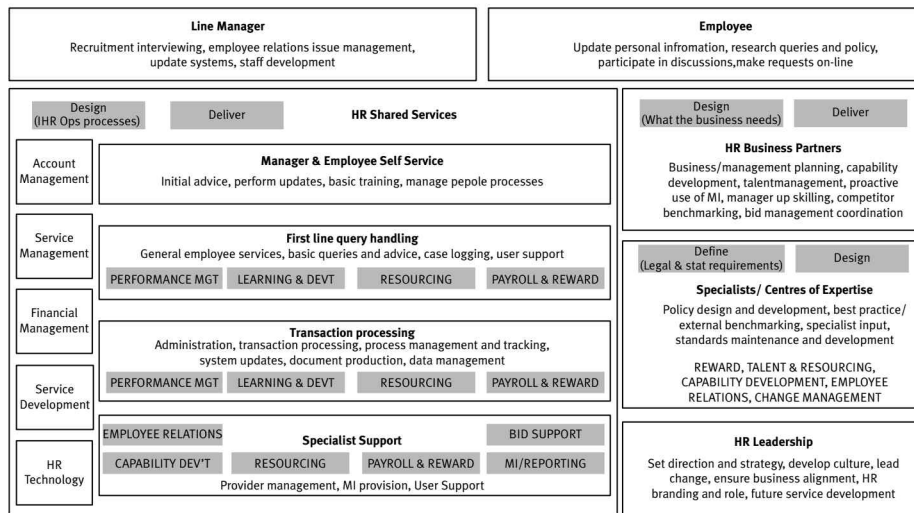 Line Manager
Recruitment interviewing, employee relations issue management,
update systems, staff development
Employee
Update personal infromation, research queries and policy,
participate in discussions,make requests on-line
Design
(IHR Ops processes)
Deliver
HR Shared Services
Account
Management
Service
Management
Financial
Management
Service
Development
HR
Technology
Manager & Employee Self Service
Initial advice, perform updates, basic training, manage pepole processes
First line query handling
General employee services, basic queries and advice, case logging, user support
PERFORMANCE MGT
LEARNING & DEVT
RESOURCING
PAYROLL & REWARD
Transaction processing
Administration, transaction processing, process management and tracking,
system updates, document production, data management
PERFORMANCE MGT
LEARNING & DEVT
RESOURCING
PAYROLL & REWARD
EMPLOYEE RELATIONS
Specialist Support
BID SUPPORT
CAPABILITY DEV'T
RESOURCING
PAYROLL & REWARD
MI/REPORTING
Provider management, MI provision, User Support
Design
(What the business needs)
Deliver
HR Business Partners
Business/management planning, capability
development, talentmanagement, proactive
use of MI, manager up skilling, competitor
benchmarking, bid management coordination
Define
(Legal & stat requirements)
Design
Specialists/ Centres of Expertise
Policy design and development, best practice/
external benchmarking, specialist input,
standards maintenance and development
REWARD, TALENT & RESOURCING,
CAPABILITY DEVELOPMENT, EMPLOYEE
RELATIONS, CHANGE MANAGEMENT
HR Leadership
Set direction and strategy, develop culture, lead
change, ensure business alignment, HR
branding and role, future service development